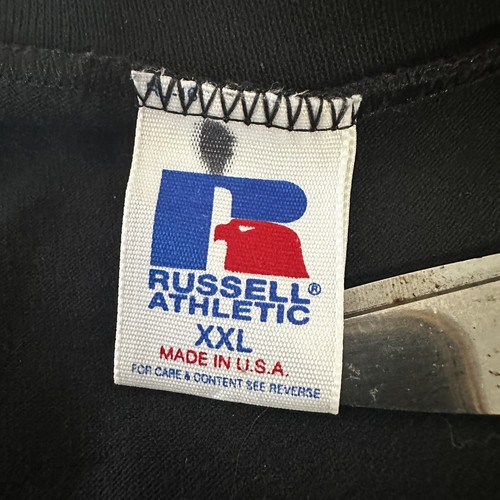 RUSSELL®
ATHLETIC
XXL
MADE IN U.S.A.
FOR CARE & CONTENT SEE REVERSE